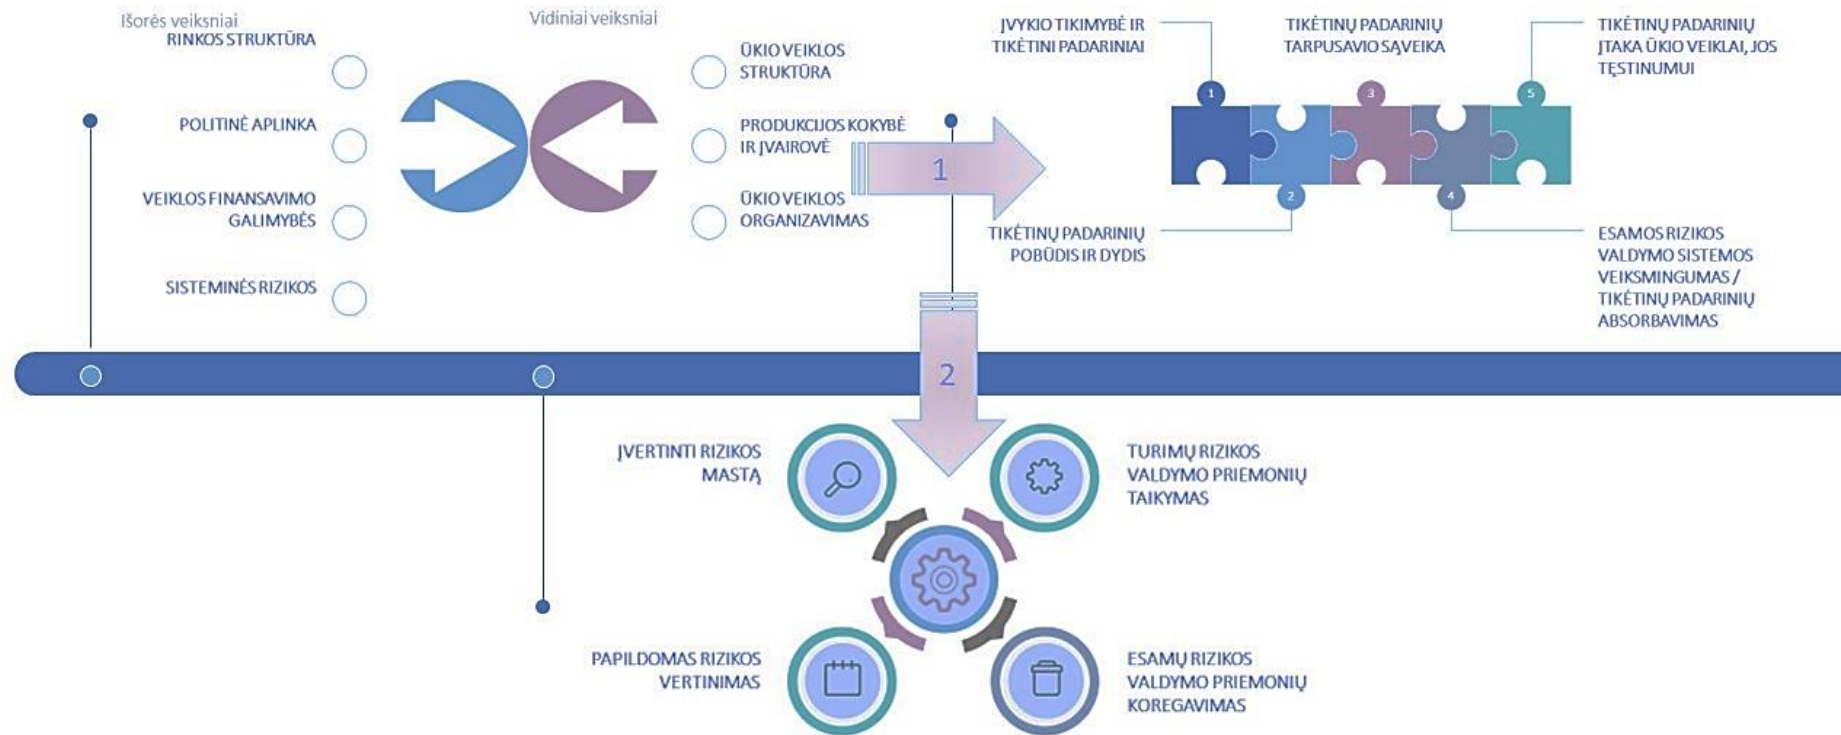 Išorės veiksniai
RINKOS STRUKTŪRA
POLITINĖ APLINKA
VEIKLOS FINANSAVIMO
GALIMYBĖS
SISTEMINĖS RIZIKOS
Vidiniai veiksniai
ŪKIO VEIKLOS
STRUKTŪRA
PRODUKCIJOS KOKYBĖ
IR ĮVAIROVĖ
ŪKIO VEIKLOS
ORGANIZAVIMAS
1
ĮVYKIO TIKIMYBĖ IR
TIKĖTINI PADARINIAI
TIKĖTINŲ PADARINIŲ
TARPUSAVIO SĄVEIKA
TIKĖTINŲ PADARINIŲ
ĮTAKA ŪKIO VEIKLAI, JOS
TĘSTINUMUI
1
3
5
2
4
TIKĖTINŲ PADARINIŲ
POBŪDIS IR DYDIS
ESAMOS RIZIKOS
VALDYMO SISTEMOS
VEIKSMINGUMAS /
TIKĖTINŲ PADARINIŲ
ABSORBAVIMAS
2
ĮVERTINTI RIZIKOS
MASTĄ
TURIMŲ RIZIKOS
VALDYMO PRIEMONIŲ
TAIKYMAS
PAPILDOMAS RIZIKOS
VERTINIMAS
ESAMŲ RIZIKOS
VALDYMO PRIEMONIŲ
KOREGAVIMAS